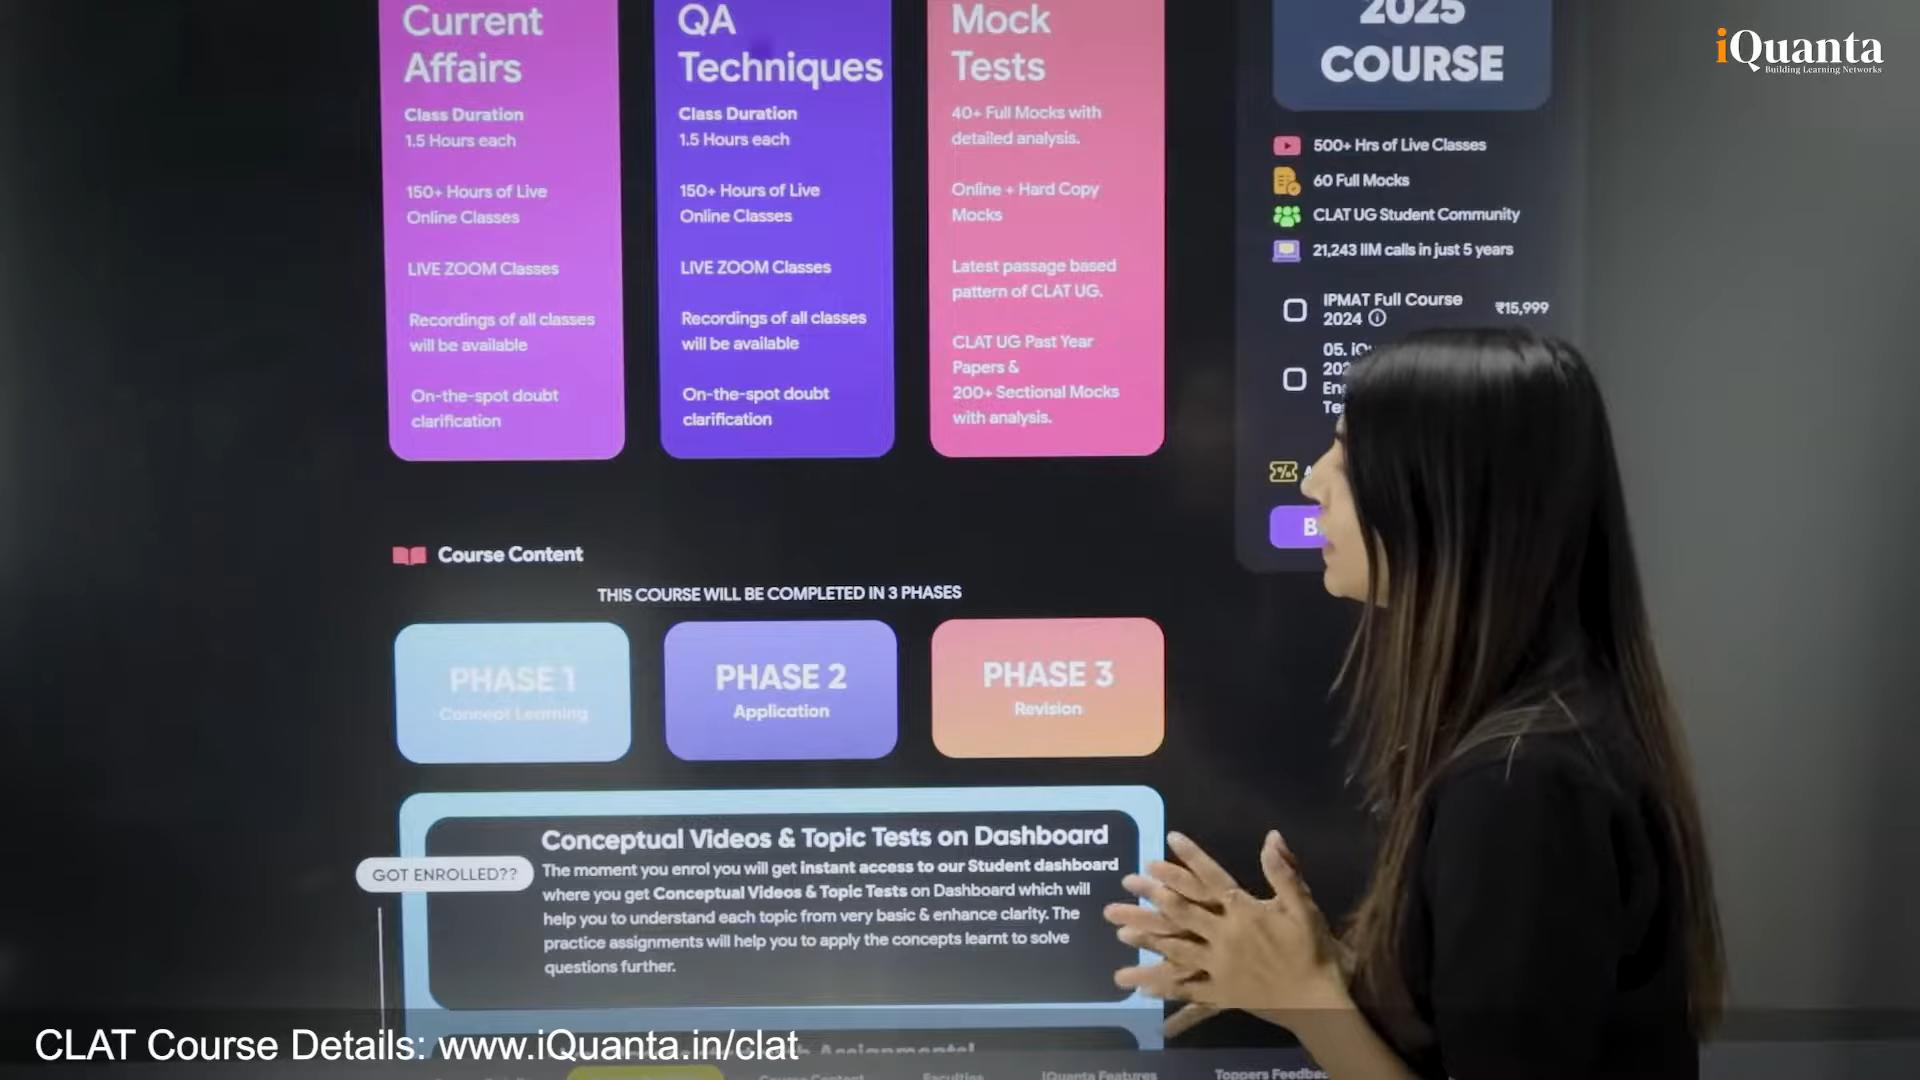 Current
Affairs
Class Duration
1.5 Hours each
150+ Hours of Live
Online Classes
LIVE ZOOM Classes
Recordings of all classes
will be available
On-the-spot doubt
clarification
QA
Techniques
Class Duration
1.5 Hours each
150+ Hours of Live
Online Classes
LIVE ZOOM Classes
Recordings of all classes
will be available
On-the-spot doubt
clarification
Mock
Tests
40+ Full Mocks with
detailed analysis.
Online + Hard Copy
Mocks
Latest passage based
pattern of CLAT UG.
CLAT UG Past Year
Papers &
200+ Sectional Mocks
with analysis.
2025
COURSE
500+ Hrs of Live Classes
60 Full Mocks
CLAT UG Student Community
21,243 IIM calls in just 5 years
IPMAT Full Course
2024
₹15,999
05.
iQuanta
Building Learning Networks
Course Content
THIS COURSE WILL BE COMPLETED IN 3 PHASES
PHASE 1
Concept Learning
PHASE 2
Application
PHASE 3
Revision
GOT ENROLLED??
Conceptual Videos & Topic Tests on Dashboard
The moment you enrol you will get instant access to our Student dashboard
where you get Conceptual Videos & Topic Tests on Dashboard which will
help you to understand each topic from very basic & enhance clarity. The
practice assignments will help you to apply the concepts learnt to solve
questions further.
CLAT Course Details: www.iQuanta.in/clat
Course Content
Faculties
iQuanta Features
Toppers